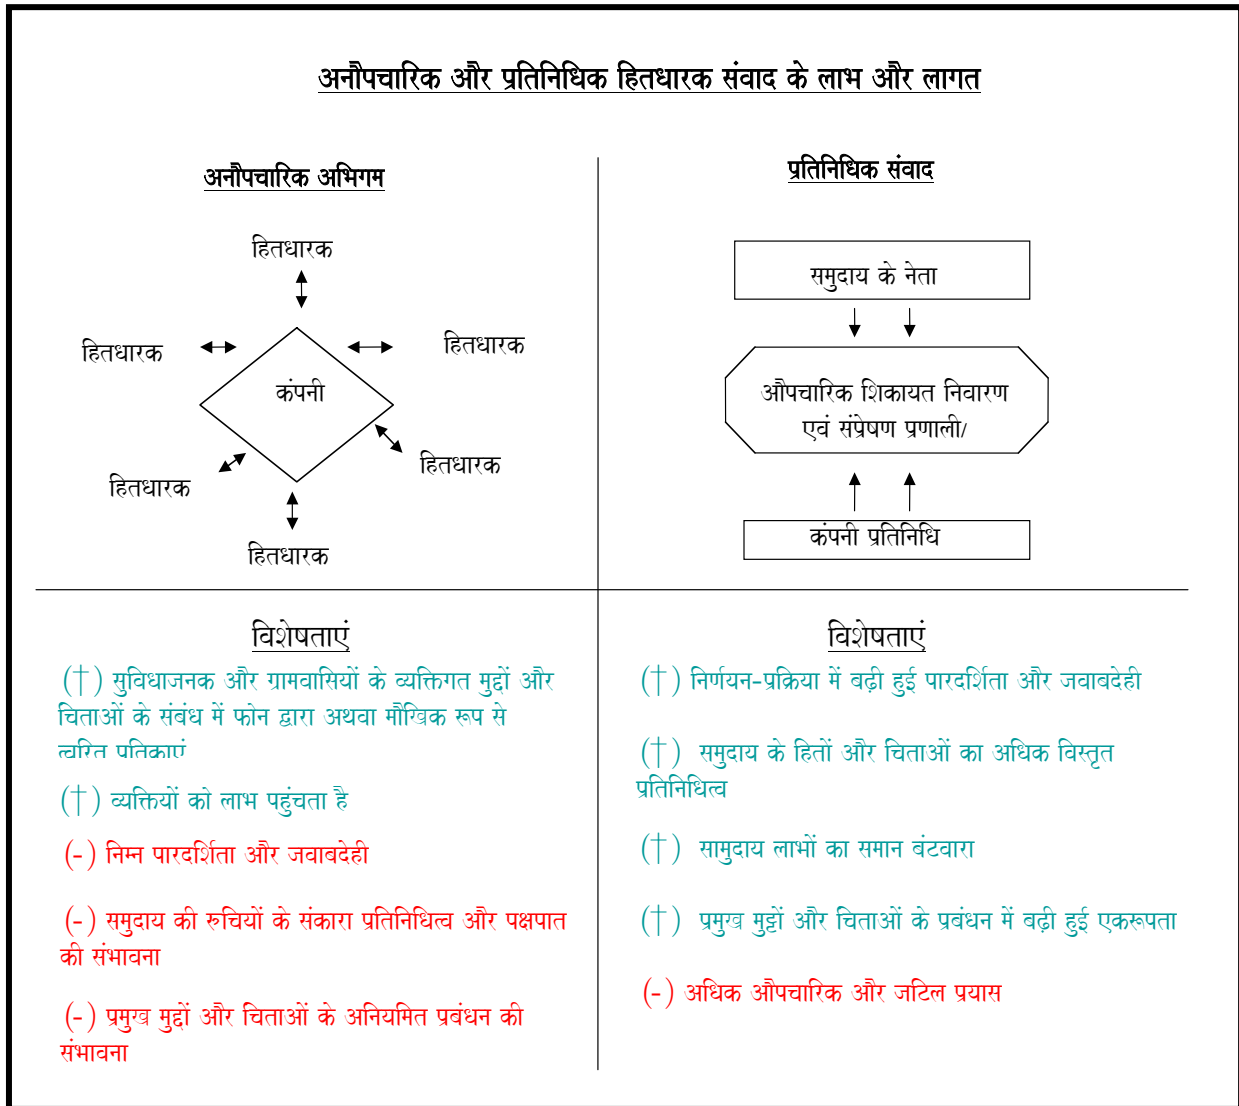 अनौपचारिक और प्रतिनिधिक हितधारक संवाद के लाभ और लागत
अनौपचारिक अभिगम
हितधारक
हितधारक
हितधारक
कंपनी
हितधारक
हितधारक
हितधारक
प्रतिनिधिक संवाद
समुदाय के नेता
औपचारिक शिकायत निवारण
एवं संप्रेषण प्रणाली/
कंपनी प्रतिनिधि
विशेषताएं
(†) सुविधाजनक और ग्रामवासियों के व्यक्तिगत मुद्दों और
चिताओं के संबंध में फोन द्वारा अथवा मौखिक रूप से
त्वरित प्रतिकाएं
(†) व्यक्तियों को लाभ पहुंचता है
(-) निम्न पारदर्शिता और जवाबदेही
(-) समुदाय की रुचियों के संकारा प्रतिनिधित्व और पक्षपात
की संभावना
(-) प्रमुख मुद्दों और चिताओं के अनियमित प्रबंधन की
संभावना
विशेषताएं
(†) निर्णयन-प्रक्रिया में बढ़ी हुई पारदर्शिता और जवाबदेही
(†) समुदाय के हितों और चिताओं का अधिक विस्तृत
प्रतिनिधित्व
(†) सामुदाय लाभों का समान बंटवारा
(†) प्रमुख मुद्दों और चिताओं के प्रबंधन में बढ़ी हुई एकरूपता
(-) अधिक औपचारिक और जटिल प्रयास